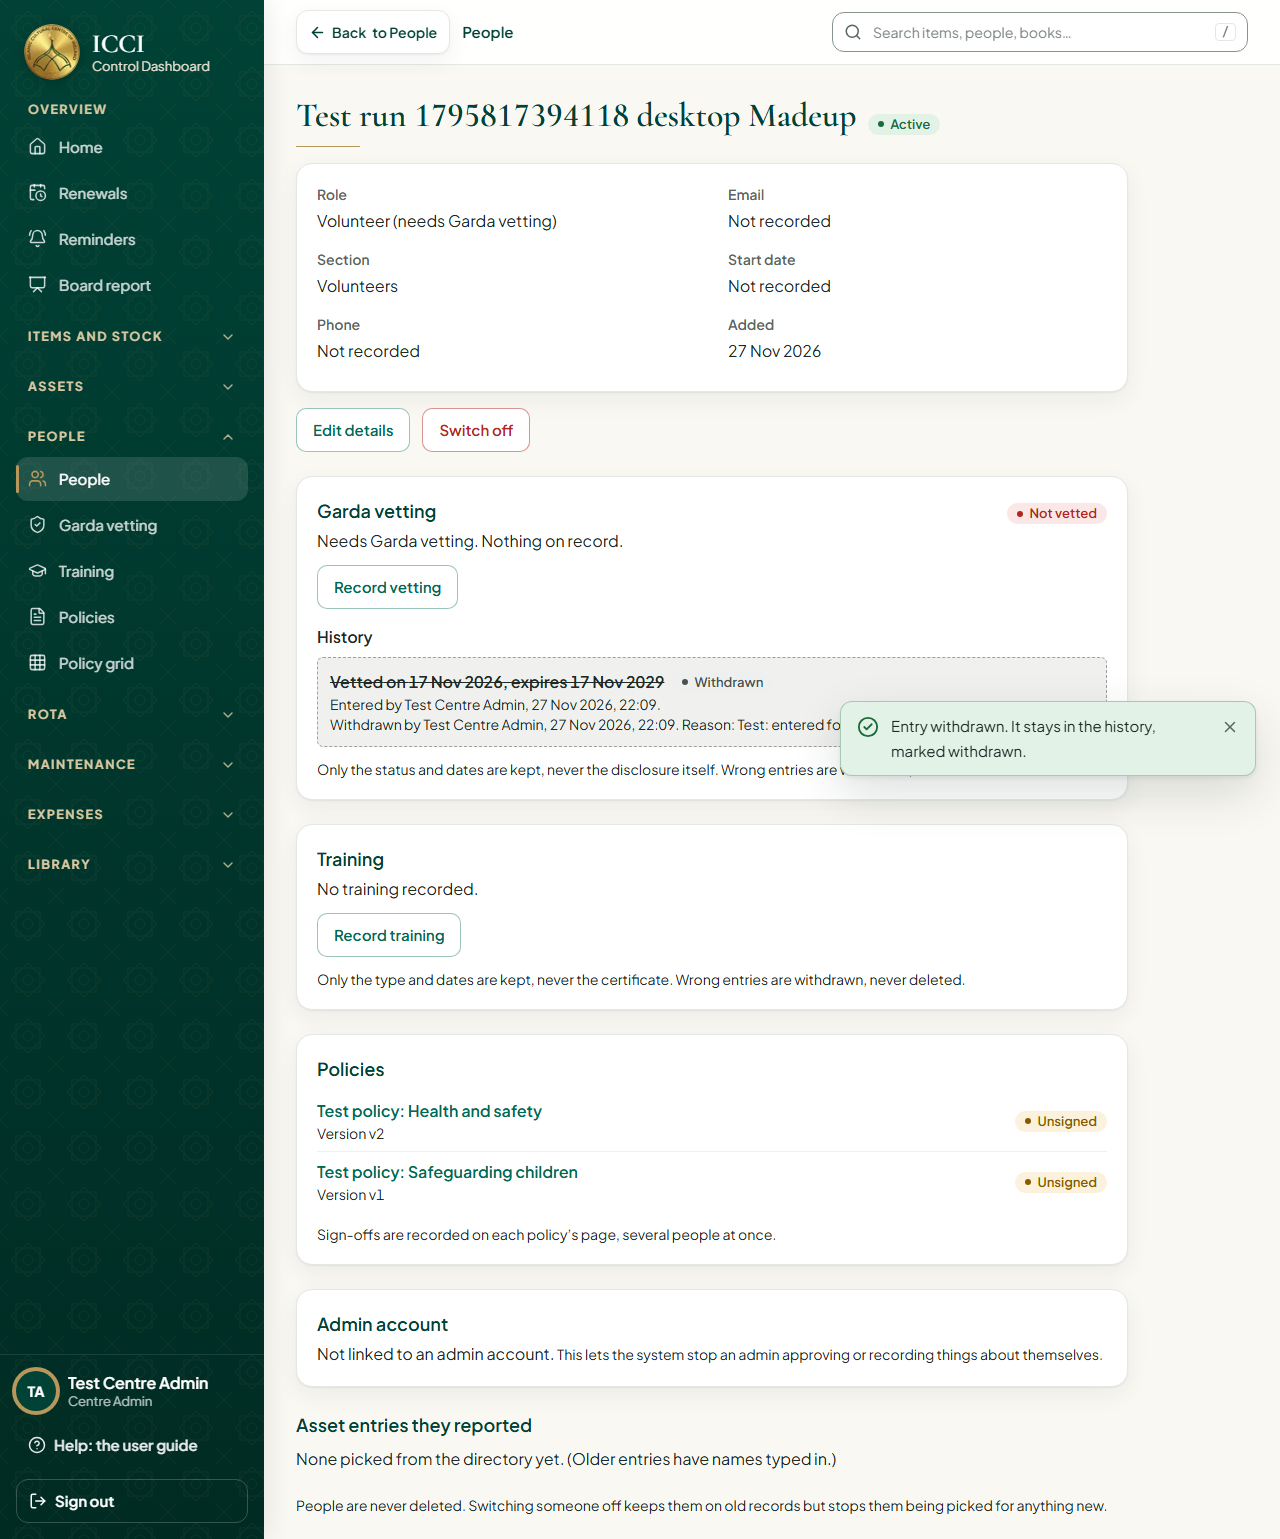 ICCI
Control Dashboard
OVERVIEW
Home
Renewals
Reminders
Board report
ITEMS AND STOCK
ASSETS
PEOPLE
People
Garda vetting
Training
Policies
Policy grid
ROTA
MAINTENANCE
EXPENSES
LIBRARY
TA
Test Centre Admin
Centre Admin
Help: the user guide
Sign out
Back to People
People
Search items, people, books...
/
Test run 1795817394118 desktop Madeup
Active
Role
Volunteer (needs Garda vetting)
Email
Not recorded
Section
Volunteers
Start date
Not recorded
Phone
Not recorded
Added
27 Nov 2026
Edit details
Switch off
Garda vetting
Not vetted
Needs Garda vetting. Nothing on record.
Record vetting
History
Vetted on 17 Nov 2026, expires 17 Nov 2029
Withdrawn
Entered by Test Centre Admin, 27 Nov 2026, 22:09.
Withdrawn by Test Centre Admin, 27 Nov 2026, 22:09. Reason: Test: entered
Only the status and dates are kept, never the disclosure itself. Wrong entries are
Entry withdrawn. It stays in the history,
marked withdrawn.
Training
No training recorded.
Record training
Only the type and dates are kept, never the certificate. Wrong entries are withdrawn, never deleted.
Policies
Test policy: Health and safety
Version v2
Unsigned
Test policy: Safeguarding children
Version v1
Unsigned
Sign-offs are recorded on each policy's page, several people at once.
Admin account
Not linked to an admin account. This lets the system stop an admin approving or recording things about themselves.
Asset entries they reported
None picked from the directory yet. (Older entries have names typed in.)
People are never deleted. Switching someone off keeps them on old records but stops them being picked for anything new.